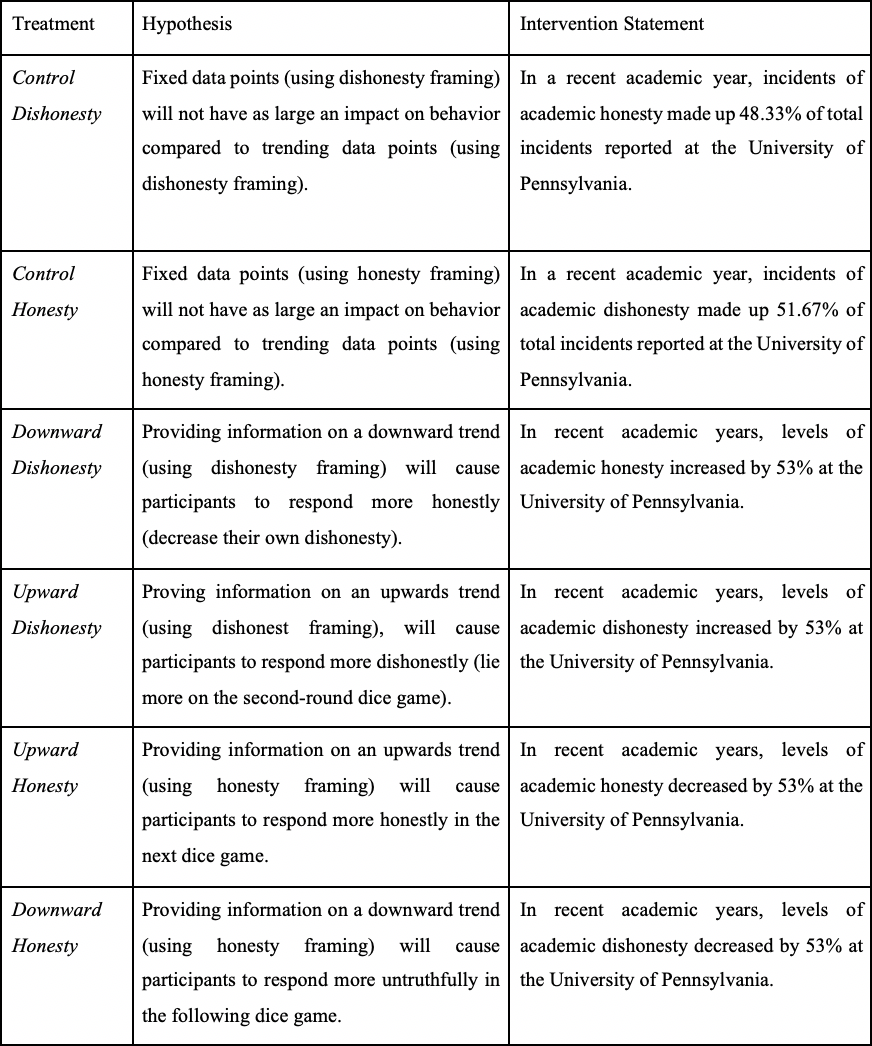 Treatment
Hypothesis
Intervention Statement
Control
Dishonesty
Fixed data points (using dishonesty framing)
will not have as large an impact on behavior
compared to trending data points (using
dishonesty framing).
In a recent academic year, incidents of
academic honesty made up 48.33% of total
incidents reported at the University of
Pennsylvania.
Control
Honesty
Fixed data points (using honesty framing)
will not have as large an impact on behavior
compared to trending data points (using
honesty framing).
In a recent academic year, incidents of
academic dishonesty made up 51.67% of
total incidents reported at the University of
Pennsylvania.
Downward
Dishonesty
Providing information on a downward trend
(using dishonesty framing) will cause
participants to respond more honestly
(decrease their own dishonesty).
In recent academic years, levels of
academic honesty increased by 53% at the
University of Pennsylvania.
Upward
Dishonesty
Proving information on an upwards trend
(using dishonest framing), will cause
participants to respond more dishonestly (lie
more on the second-round dice game).
In recent academic years, levels of
academic dishonesty increased by 53% at
the University of Pennsylvania.
Upward
Honesty
Providing information on an upwards trend
(using honesty framing) will cause
participants to respond more honestly in the
next dice game.
In recent academic years, levels of
academic honesty decreased by 53% at the
University of Pennsylvania.
Downward
Honesty
Providing information on a downward trend
(using honesty framing) will cause
participants to respond more untruthfully in
the following dice game.
In recent academic years, levels of
academic dishonesty decreased by 53% at
the University of Pennsylvania.